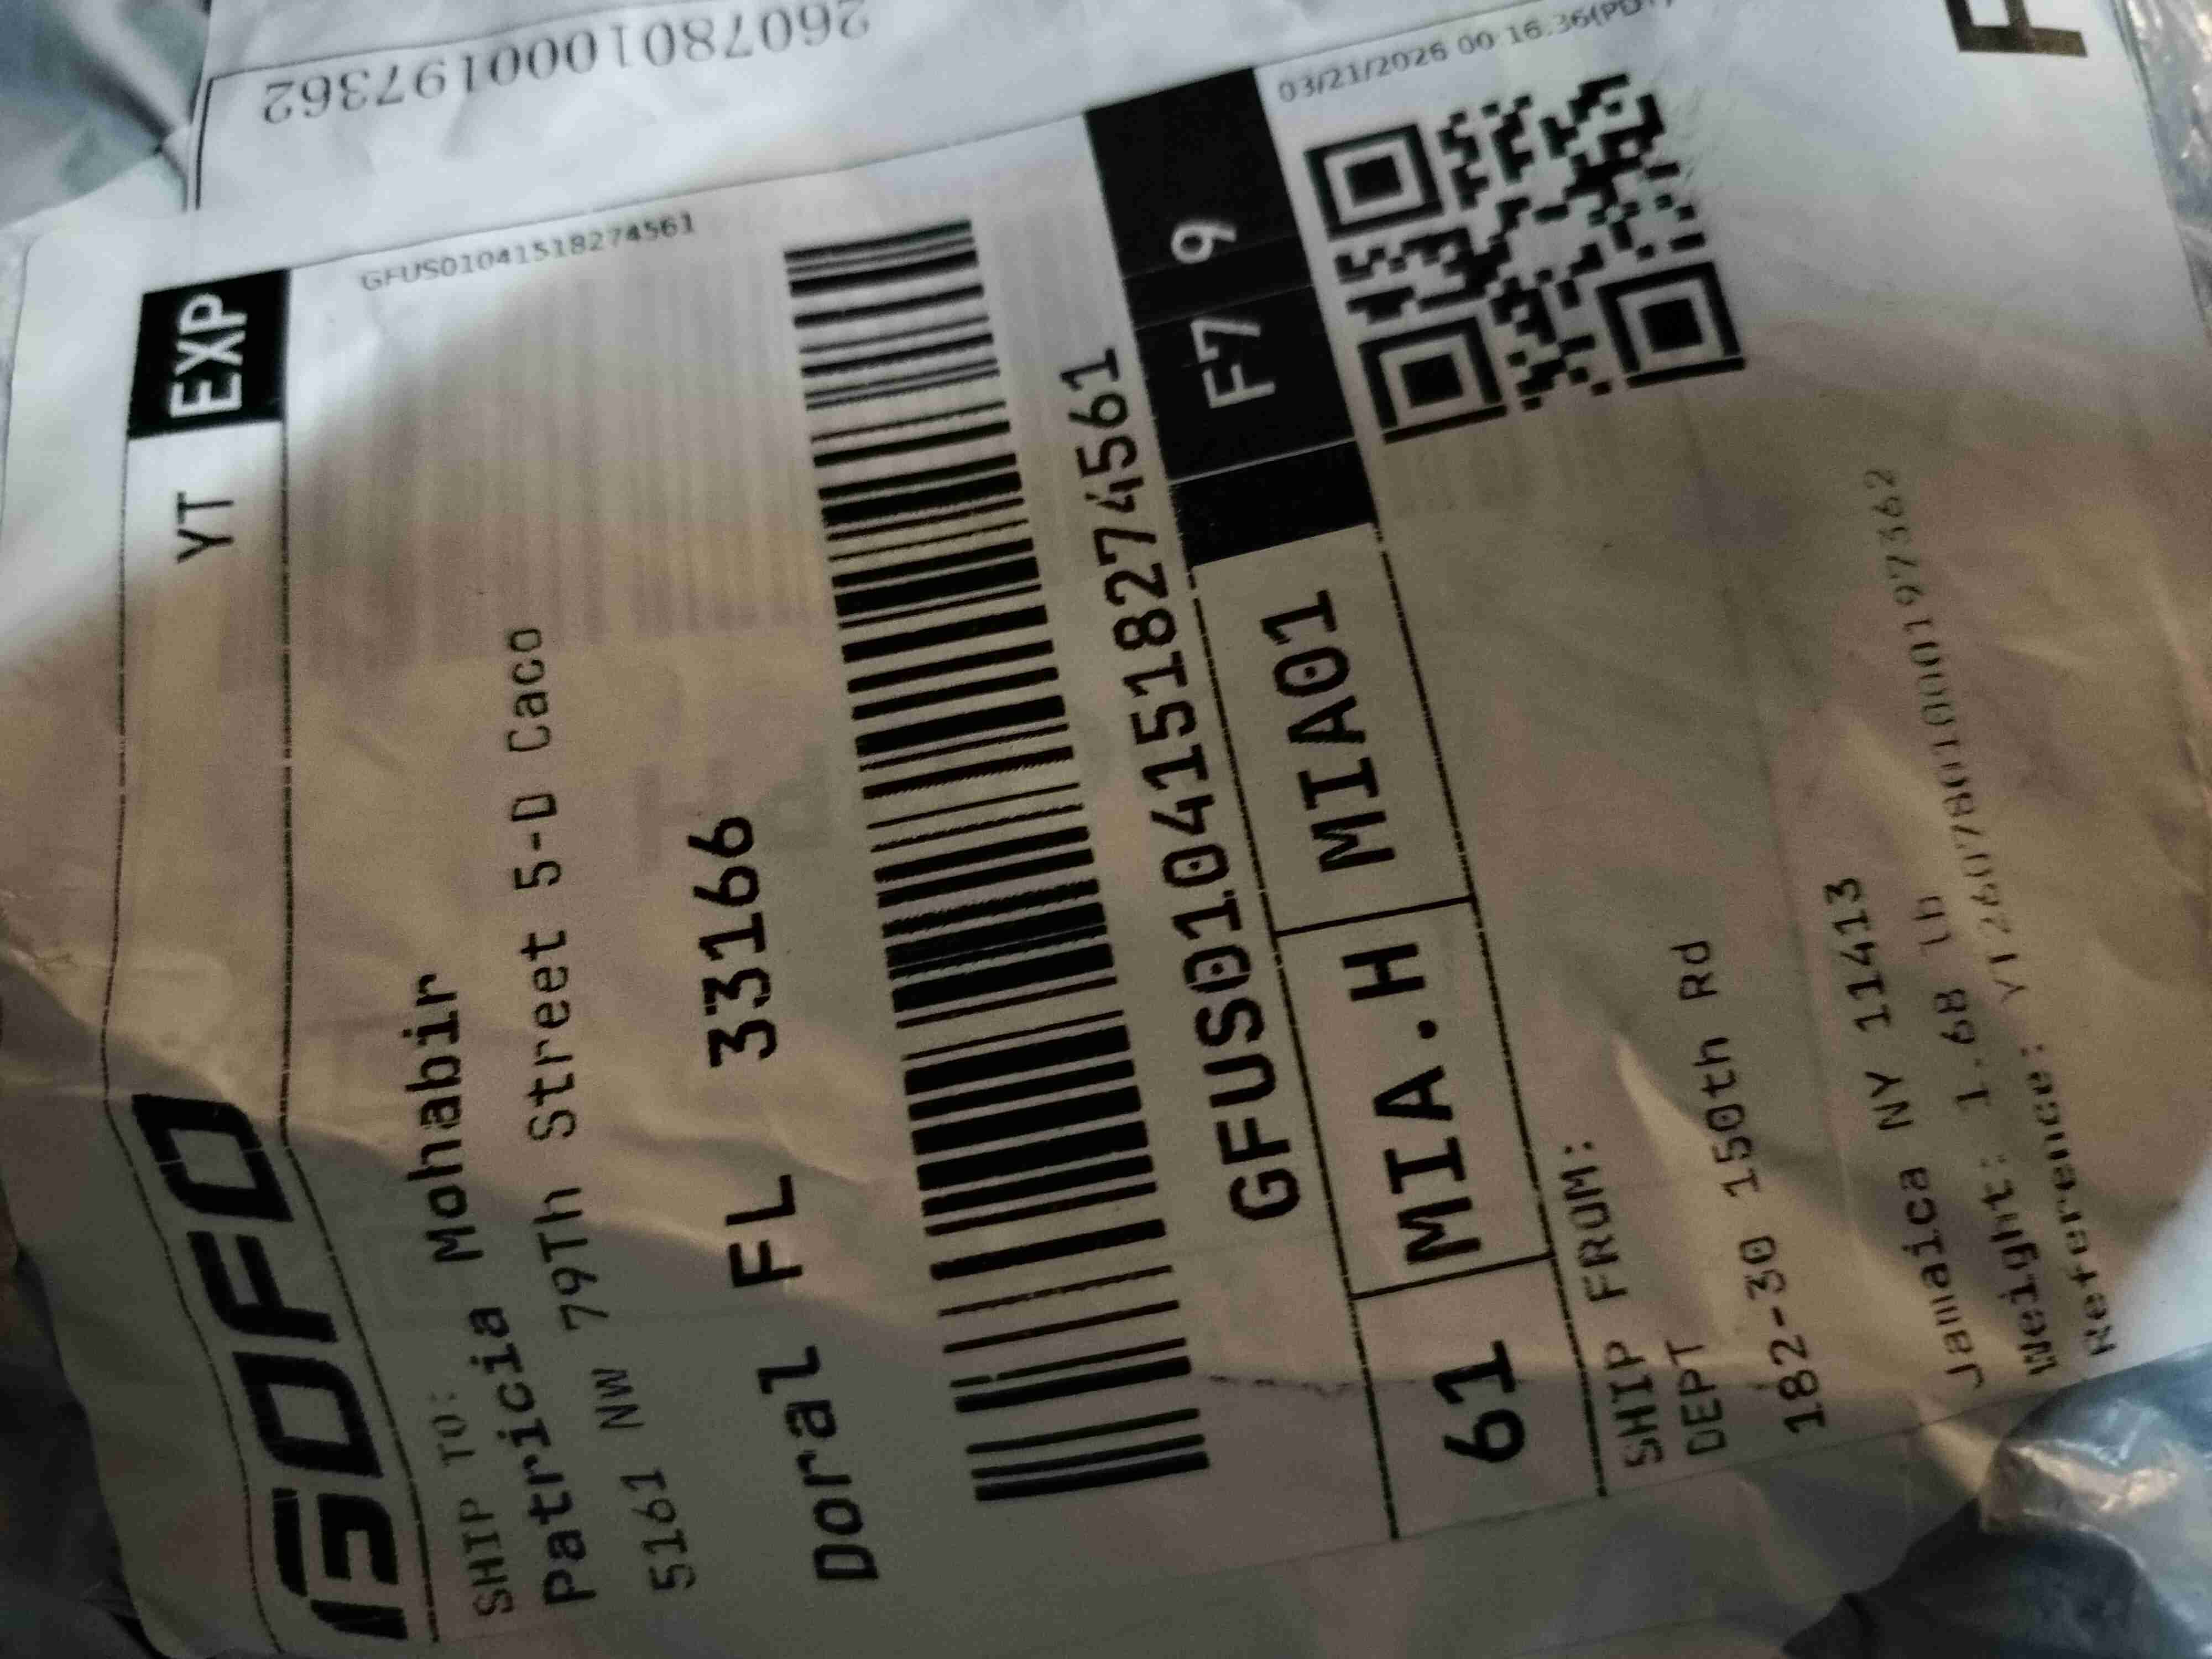 GOFO
YT EXP
GFUS01041518274561
SHIP TO:
Patricia Mohabir
5161 NW 79Th Street 5-D Caco
Doral FL 33166
GFUS01041518274561
61 MIA.H MIA01 F7 9
SHIP FROM:
DEPT
182-30 150th Rd
Jamaica NY 11413
Weight: 1.68 lb
Reference: YT2607801000197362
03/21/2026 00:16:36(PDT)
2607801000197362